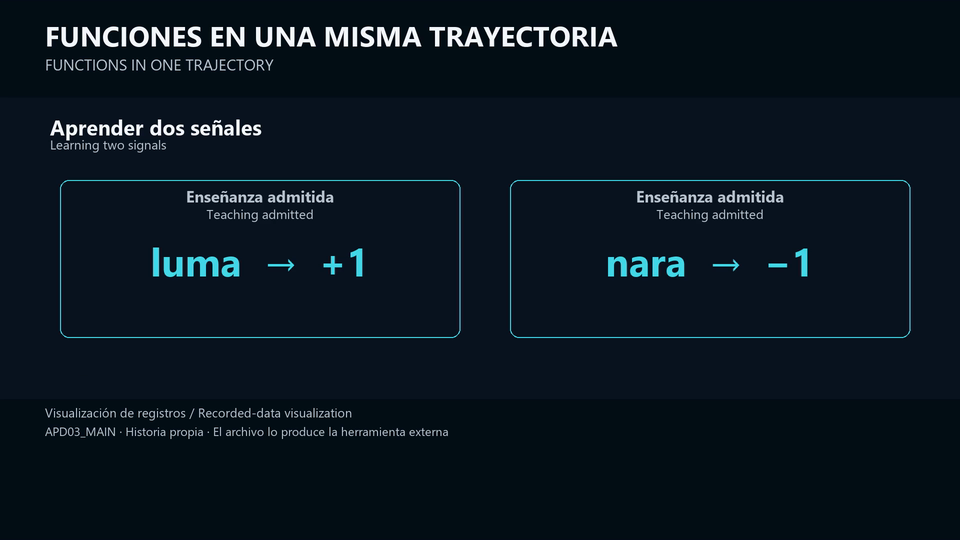 FUNCIONES EN UNA MISMA TRAYECTORIA
FUNCTIONS IN ONE TRAJECTORY
Aprender dos señales
Learning two signals
Enseñanza admitida
Teaching admitted
luma → +1
Enseñanza admitida
Teaching admitted
nara → −1
Visualización de registros / Recorded-data visualization
APD03_MAIN · Historia propia · El archivo lo produce la herramienta externa